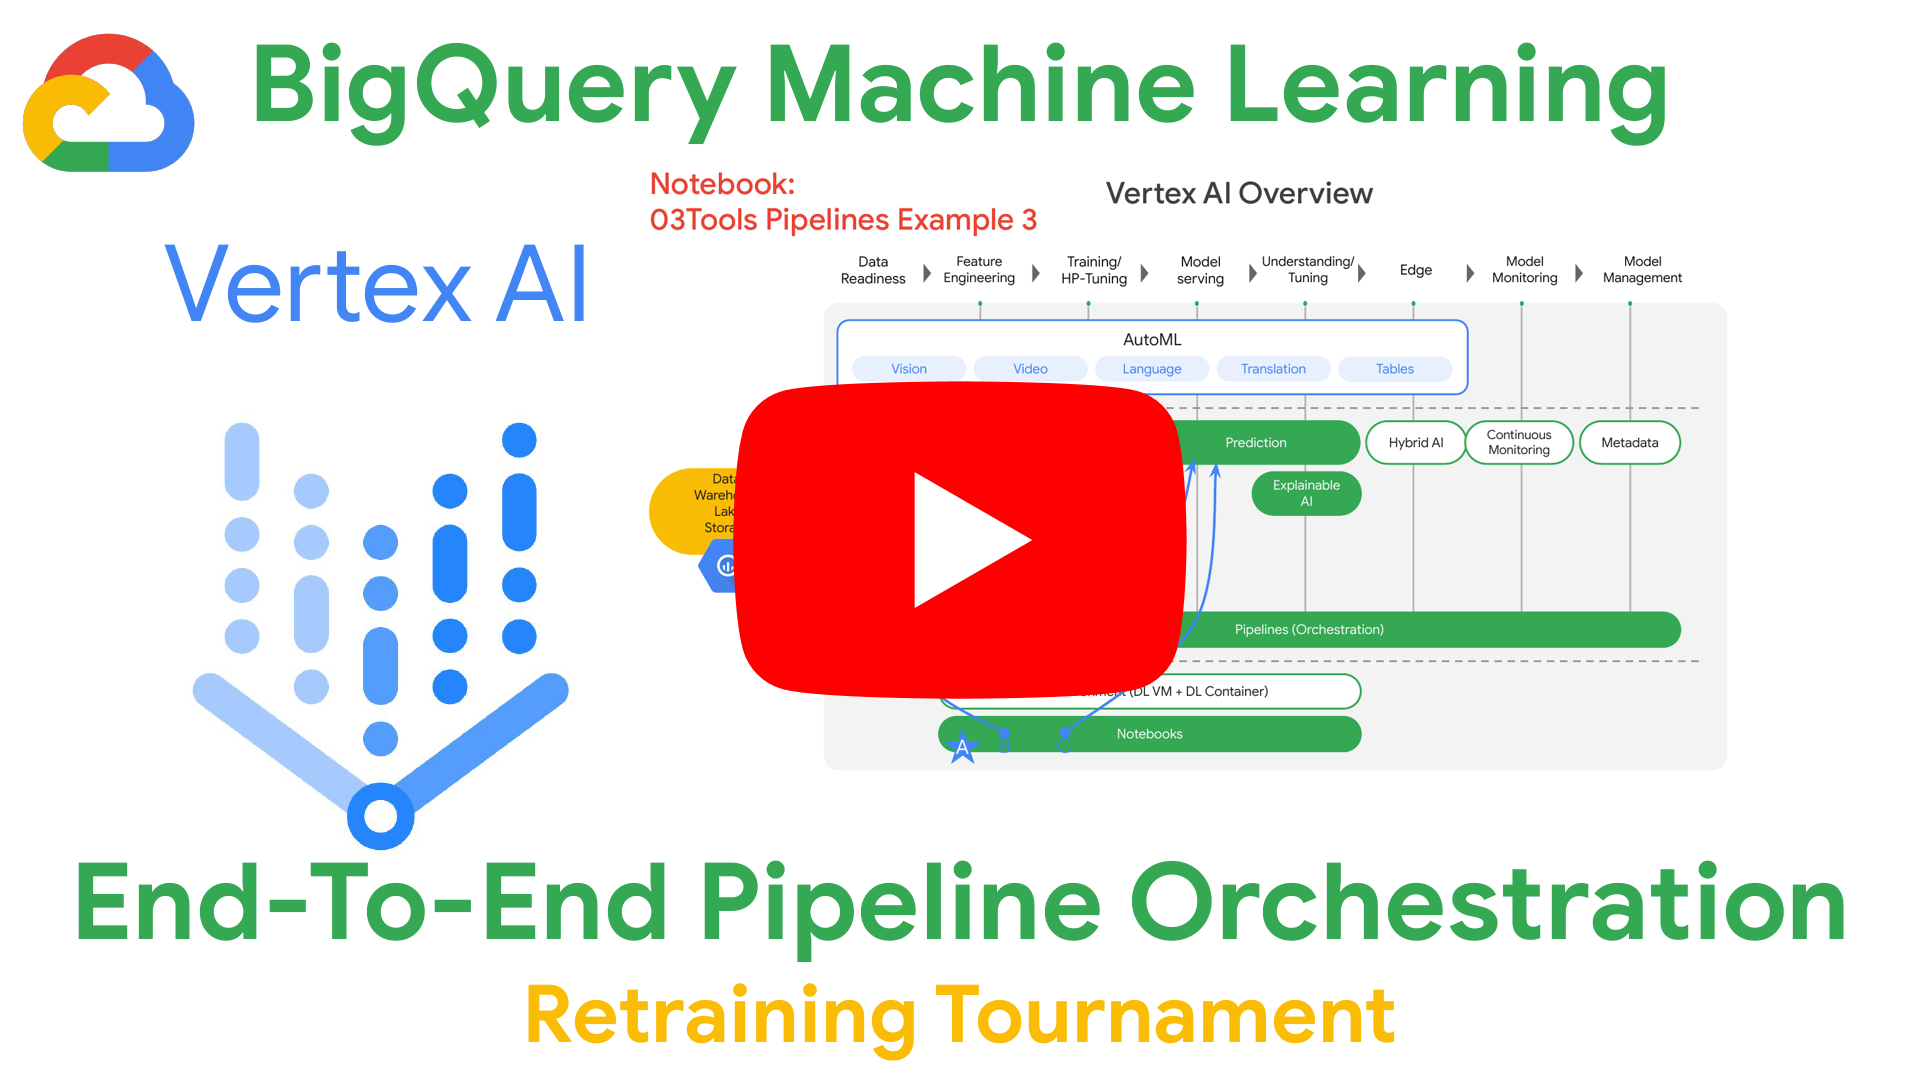 BigQuery Machine Learning
Notebook:
03Tools Pipelines Example 3
Vertex AI Overview
Vertex AI
Data
Readiness
Feature
Engineering
Training/
HP-Tuning
Model
serving
Understanding/
Tuning
Edge
Model
Monitoring
Model
Management
AutoML
Vision
Video
Language
Translation
Tables
Prediction
Hybrid AI
Continuous
Monitoring
Metadata
Explainable
AI
Data
Pipelines (Orchestration)
(DL VM + DL Container)
Notebooks
A
B
C
End-To-End Pipeline Orchestration
Retraining Tournament